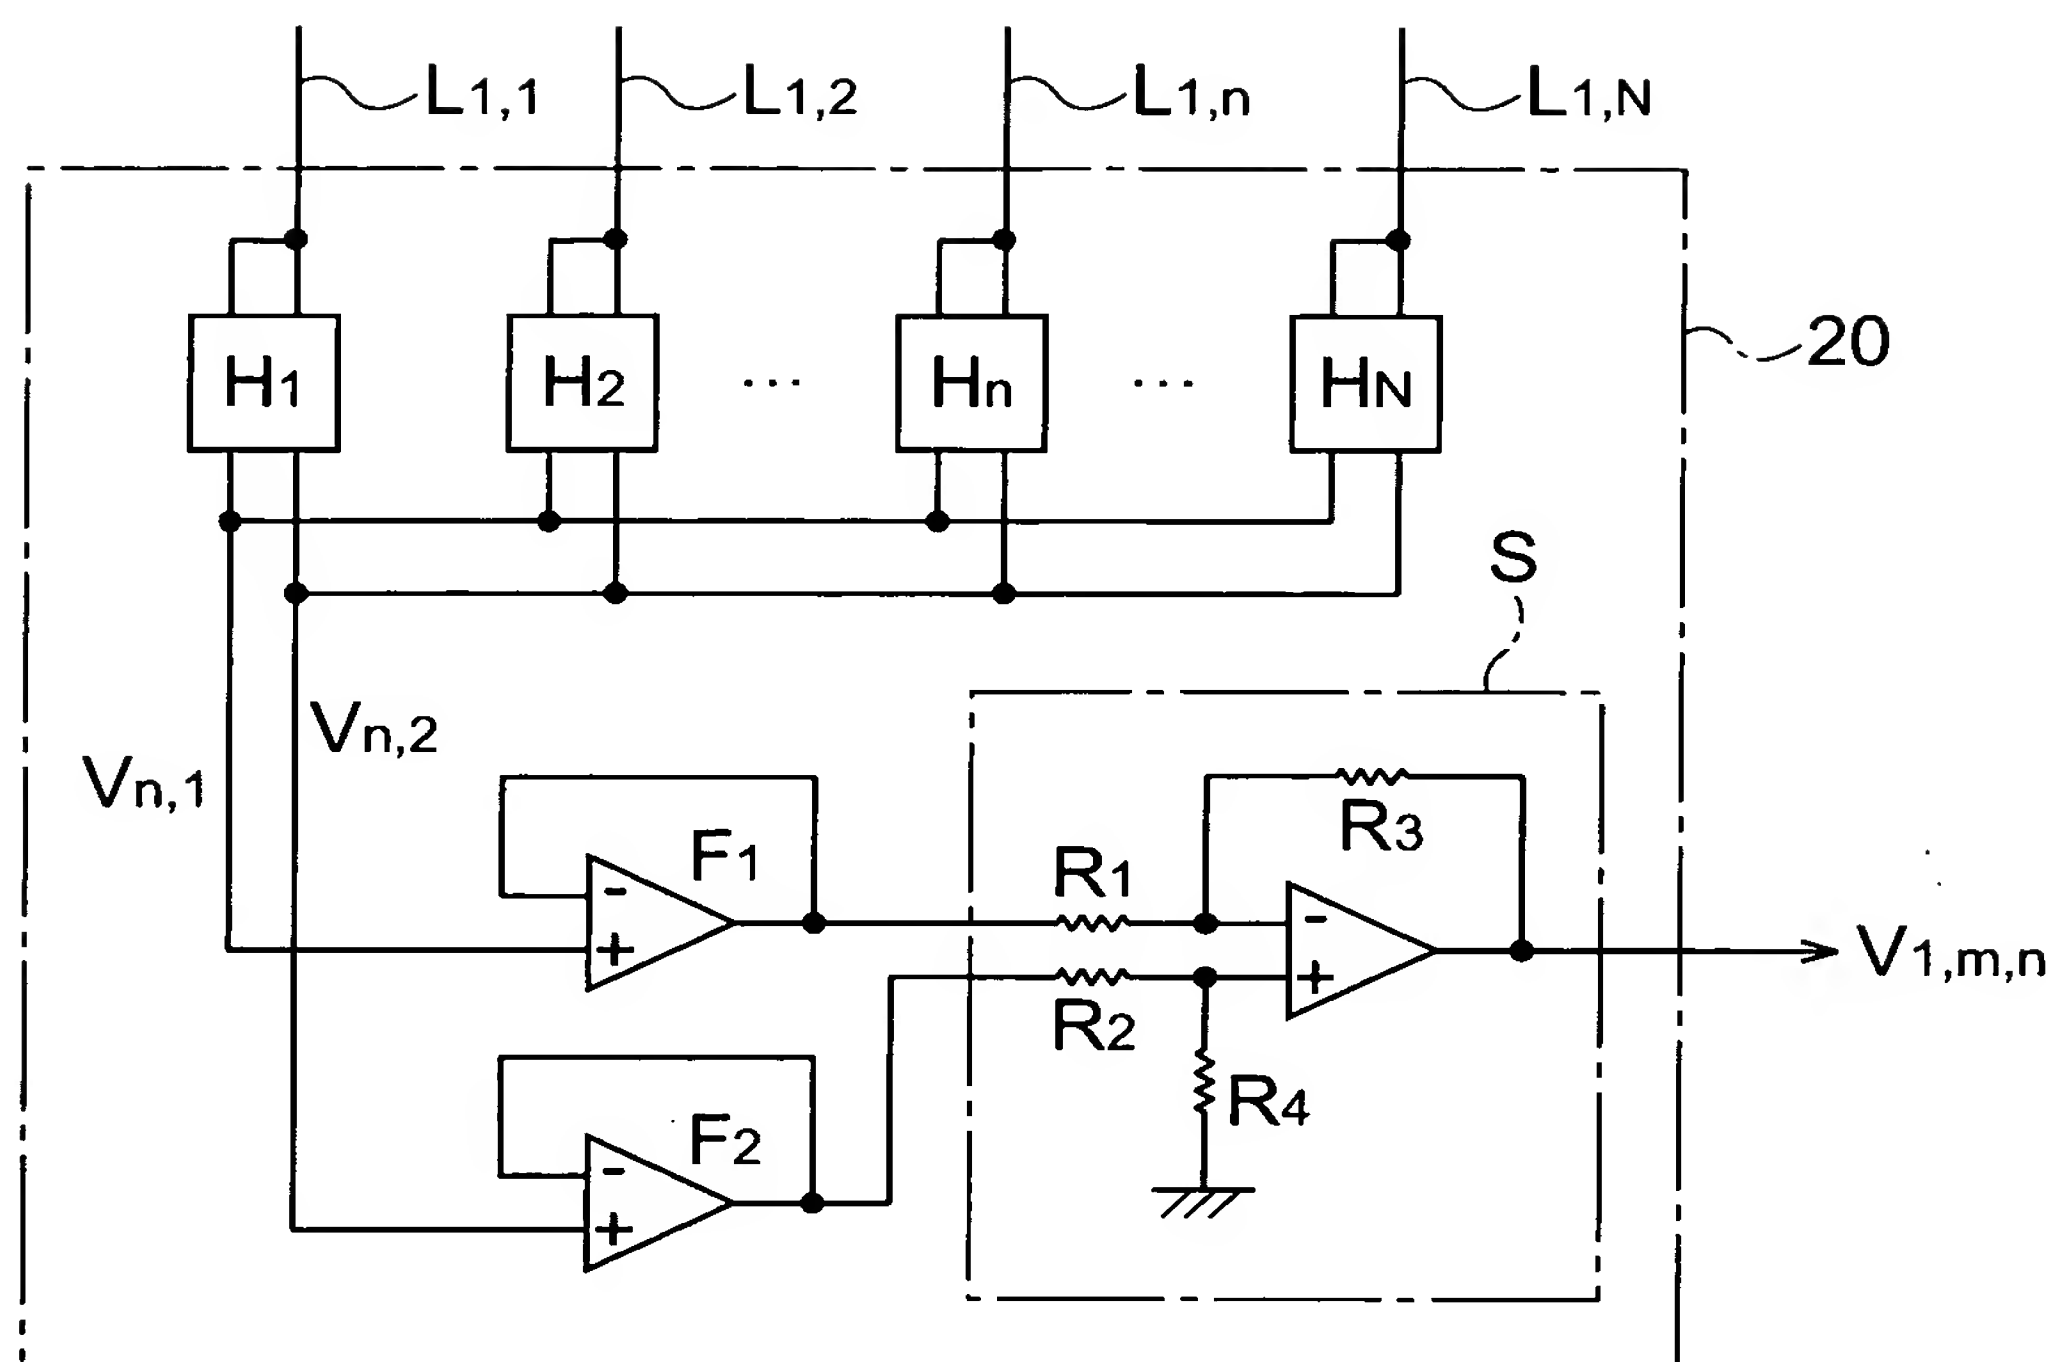 L1,1 L1,2 L1,n L1,N
20
H1 H2 ... Hn ... HN
S
Vn,2
Vn,1
R3
F1 R1
- -
+ + V1,m,n
R2
R4
F2
-
+